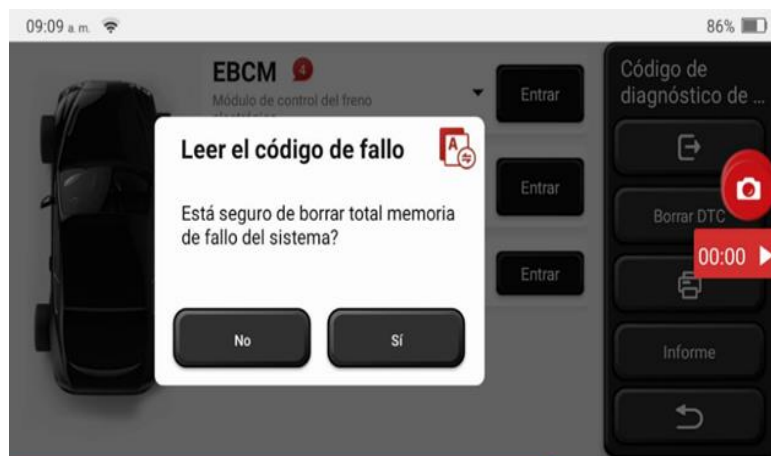 09:09 a. m.
86%
EBCM 4
Módulo de control del freno
Entrar
Código de
diagnóstico de ...
Leer el código de fallo
A
Está seguro de borrar total memoria
de fallo del sistema?
No
Sí
Entrar
Entrar
Borrar DTC
00:00
Informe